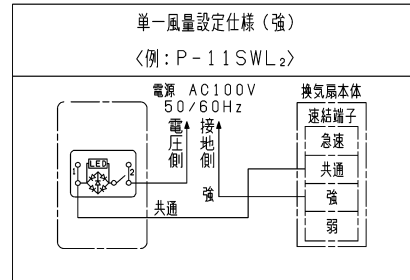 単一風量設定仕様（強）
〈例：P－11SWL₂〉
電源 AC100V
50/60Hz
電圧側
接地側
換気扇本体
速結端子
急速
共通
強
弱
LED
1
2
共通
強